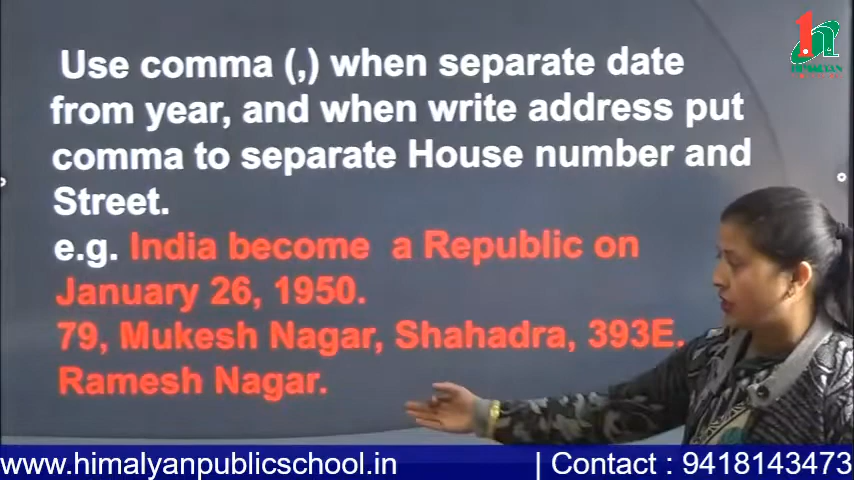 Use comma (,) when separate date
from year, and when write address put
comma to separate House number and
Street.
e.g. India become a Republic on
January 26, 1950.
79, Mukesh Nagar, Shahadra, 393E.
Ramesh Nagar.
HIMALYAN
www.himalyanpublicschool.in | Contact : 9418143473